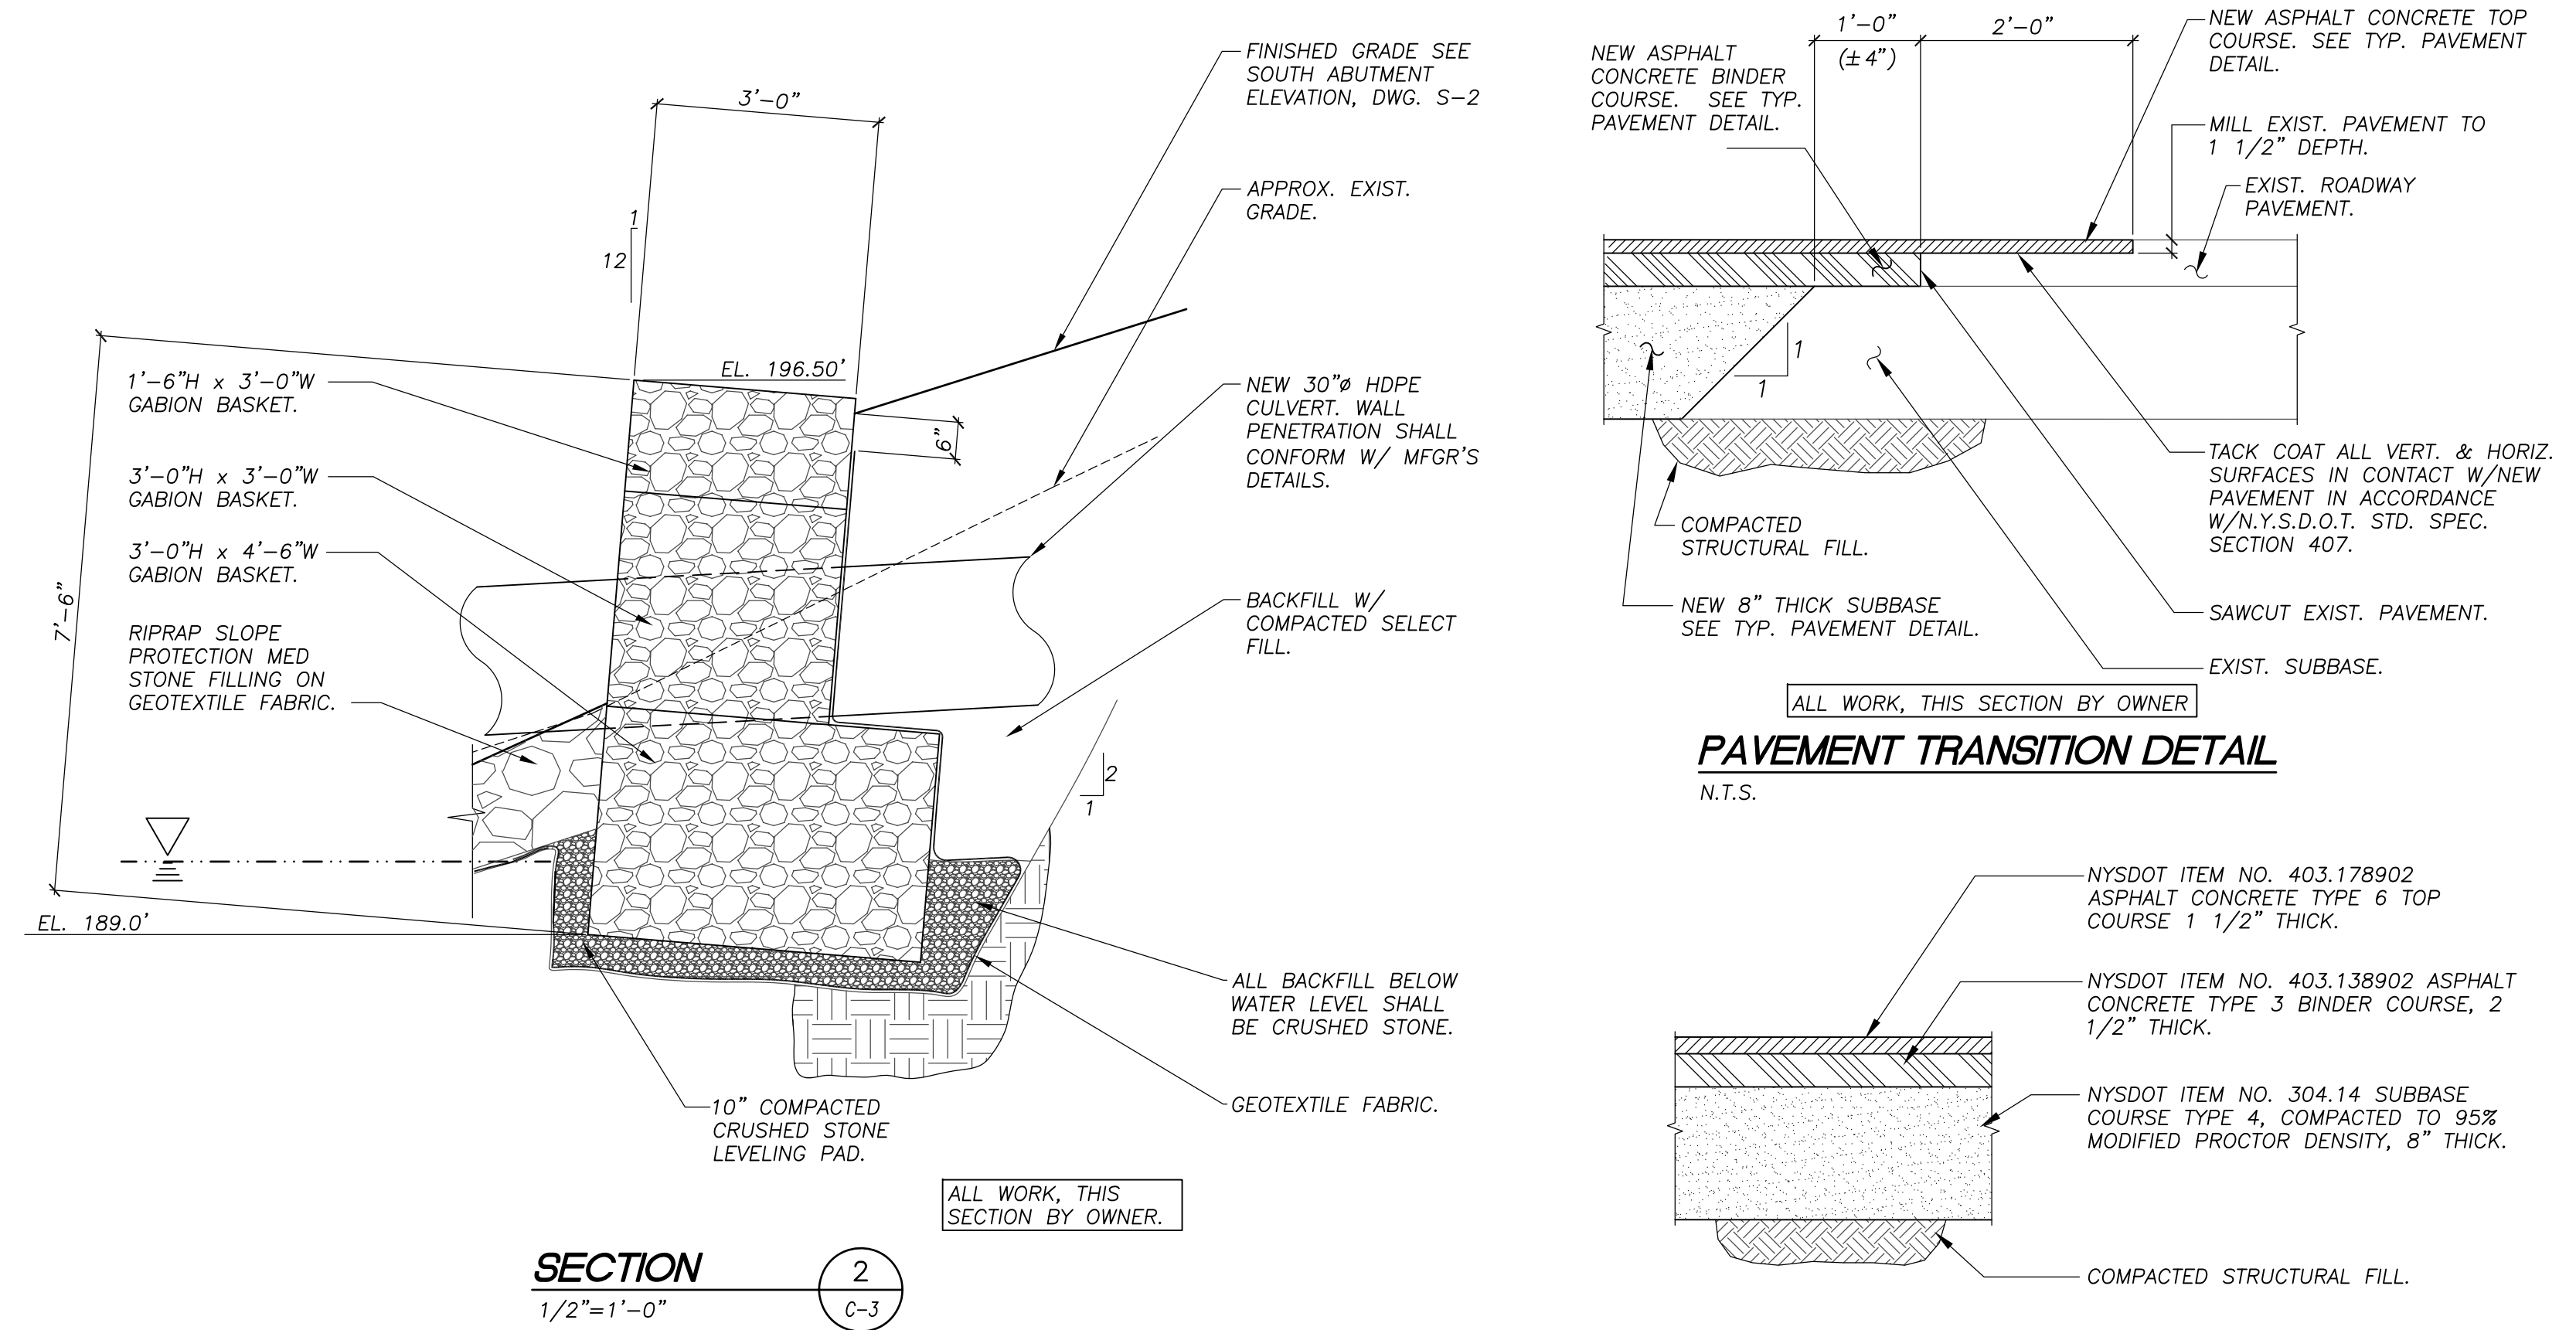 3'-0"
1
12
EL. 196.50'
7'-6"
1'-6"H x 3'-0"W
GABION BASKET.
3'-0"H x 3'-0"W
GABION BASKET.
3'-0"H x 4'-6"W
GABION BASKET.
RIPRAP SLOPE
PROTECTION MED
STONE FILLING ON
GEOTEXTILE FABRIC.
EL. 189.0'
6"
2
1
FINISHED GRADE SEE
SOUTH ABUTMENT
ELEVATION, DWG. S-2
APPROX. EXIST.
GRADE.
NEW 30"ø HDPE
CULVERT. WALL
PENETRATION SHALL
CONFORM W/ MFGR'S
DETAILS.
BACKFILL W/
COMPACTED SELECT
FILL.
ALL BACKFILL BELOW
WATER LEVEL SHALL
BE CRUSHED STONE.
GEOTEXTILE FABRIC.
10" COMPACTED
CRUSHED STONE
LEVELING PAD.
ALL WORK, THIS
SECTION BY OWNER.
SECTION
1/2"=1'-0"
2
C-3
NEW ASPHALT
CONCRETE BINDER
COURSE. SEE TYP.
PAVEMENT DETAIL.
1'-0"
(±4")
2'-0"
NEW ASPHALT CONCRETE TOP
COURSE. SEE TYP. PAVEMENT
DETAIL.
MILL EXIST. PAVEMENT TO
1 1/2" DEPTH.
EXIST. ROADWAY
PAVEMENT.
1
1
COMPACTED
STRUCTURAL FILL.
NEW 8" THICK SUBBASE
SEE TYP. PAVEMENT DETAIL.
TACK COAT ALL VERT. & HORIZ.
SURFACES IN CONTACT W/NEW
PAVEMENT IN ACCORDANCE
W/N.Y.S.D.O.T. STD. SPEC.
SECTION 407.
SAWCUT EXIST. PAVEMENT.
EXIST. SUBBASE.
ALL WORK, THIS SECTION BY OWNER
PAVEMENT TRANSITION DETAIL
N.T.S.
NYSDOT ITEM NO. 403.178902
ASPHALT CONCRETE TYPE 6 TOP
COURSE 1 1/2" THICK.
NYSDOT ITEM NO. 403.138902 ASPHALT
CONCRETE TYPE 3 BINDER COURSE, 2
1/2" THICK.
NYSDOT ITEM NO. 304.14 SUBBASE
COURSE TYPE 4, COMPACTED TO 95%
MODIFIED PROCTOR DENSITY, 8" THICK.
COMPACTED STRUCTURAL FILL.